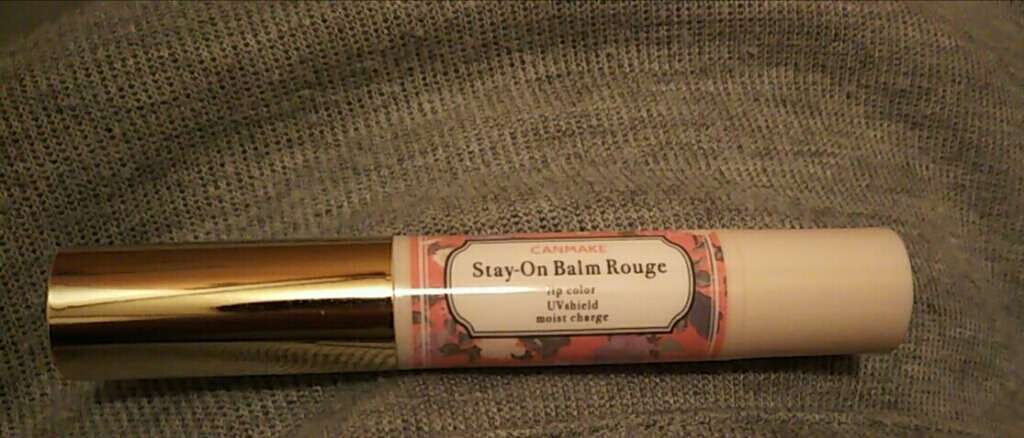 CANMAKE
Stay-On Balm Rouge
lip color
UVshield
moist charge